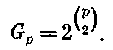 $G_p = 2^{\binom{p}{2}}.$